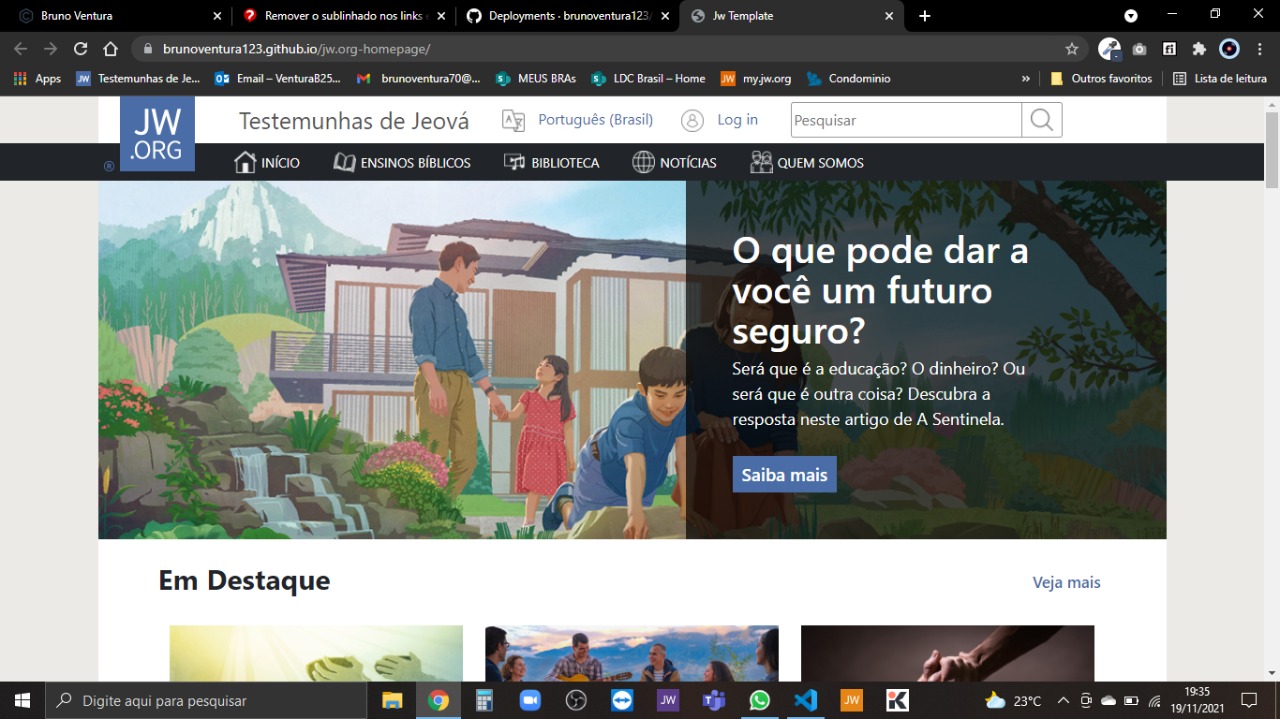 Bruno Ventura
Remover o sublinhado nos links
Deployments · brunoventura123/
Jw Template
brunoventura123.github.io/jw.org-homepage/
Apps
Testemunhas de Je...
Email – VenturaB25...
brunoventura70@...
MEUS BRAs
LDC Brasil – Home
my.jw.org
Condominio
»
Outros favoritos
Lista de leitura
JW
.ORG
®
Testemunhas de Jeová
Português (Brasil)
Log in
Pesquisar
INÍCIO
ENSINOS BÍBLICOS
BIBLIOTECA
NOTÍCIAS
QUEM SOMOS
O que pode dar a
você um futuro
seguro?
Será que é a educação? O dinheiro? Ou
será que é outra coisa? Descubra a
resposta neste artigo de A Sentinela.
Saiba mais
Em Destaque
Veja mais
Digite aqui para pesquisar
JW
JW
23°C
19:35
19/11/2021